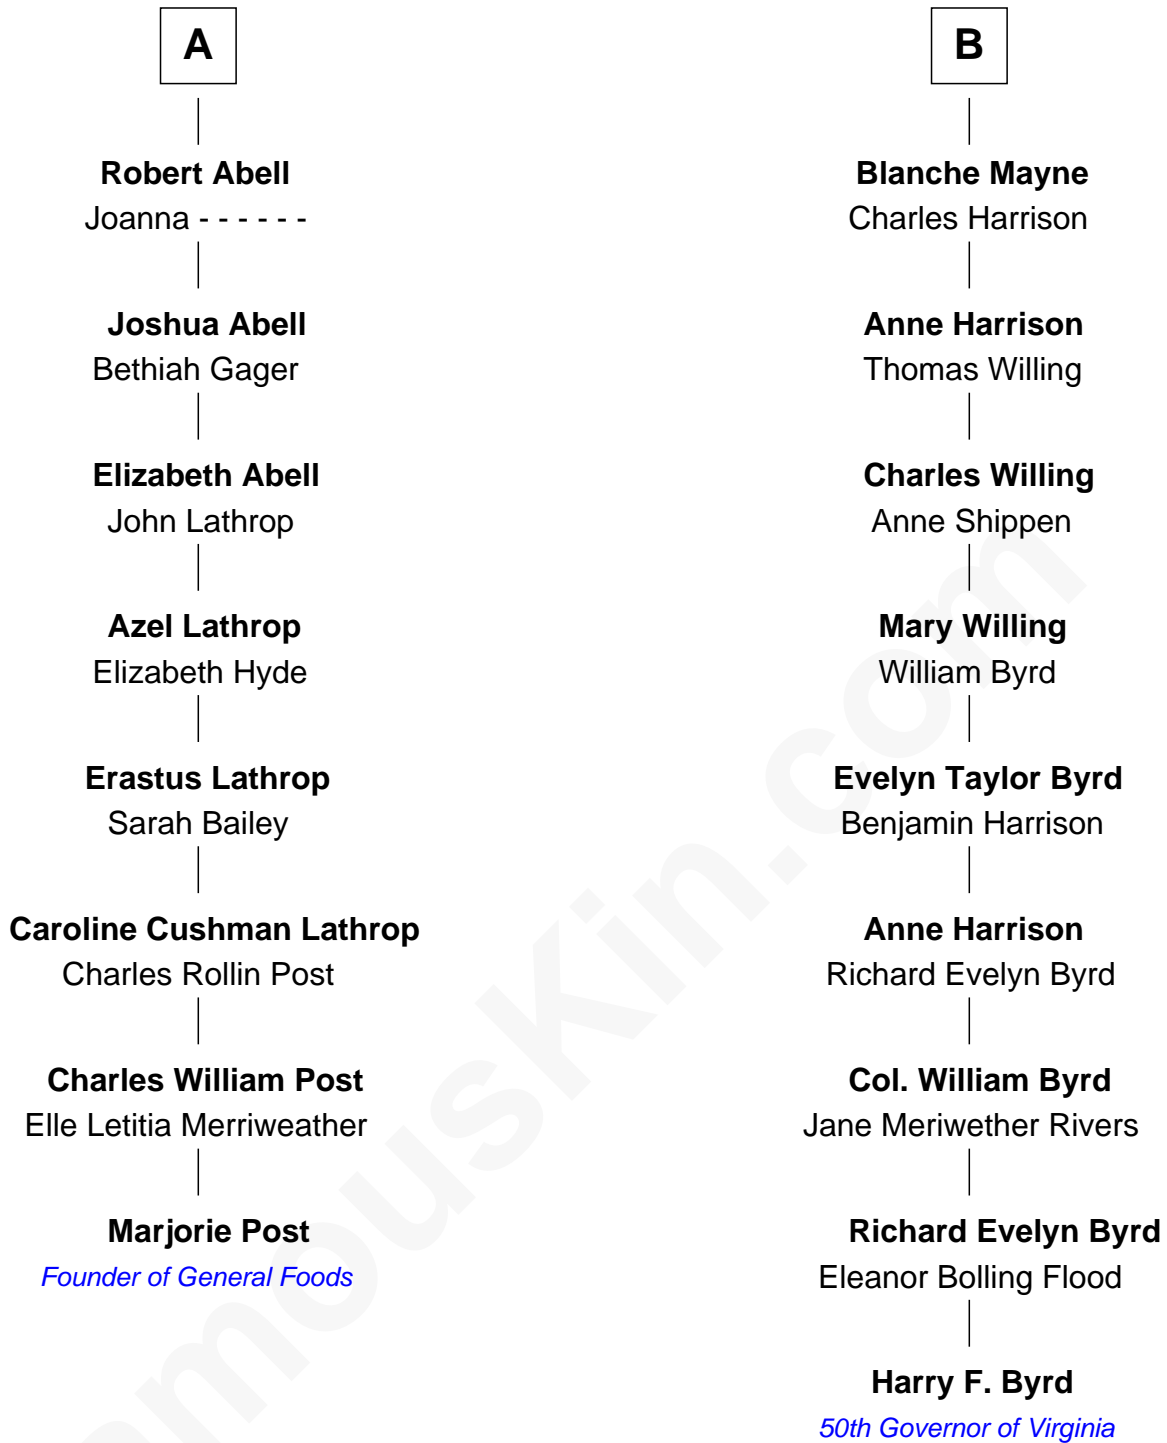 A
Robert Abell
Joanna - - - - - -
Joshua Abell
Bethiah Gager
Elizabeth Abell
John Lathrop
Azel Lathrop
Elizabeth Hyde
Erastus Lathrop
Sarah Bailey
Caroline Cushman Lathrop
Charles Rollin Post
Charles William Post
Elle Letitia Merriweather
Marjorie Post
Founder of General Foods
B
Blanche Mayne
Charles Harrison
Anne Harrison
Thomas Willing
Charles Willing
Anne Shippen
Mary Willing
William Byrd
Evelyn Taylor Byrd
Benjamin Harrison
Anne Harrison
Richard Evelyn Byrd
Col. William Byrd
Jane Meriwether Rivers
Richard Evelyn Byrd
Eleanor Bolling Flood
Harry F. Byrd
50th Governor of Virginia
amouskin.com